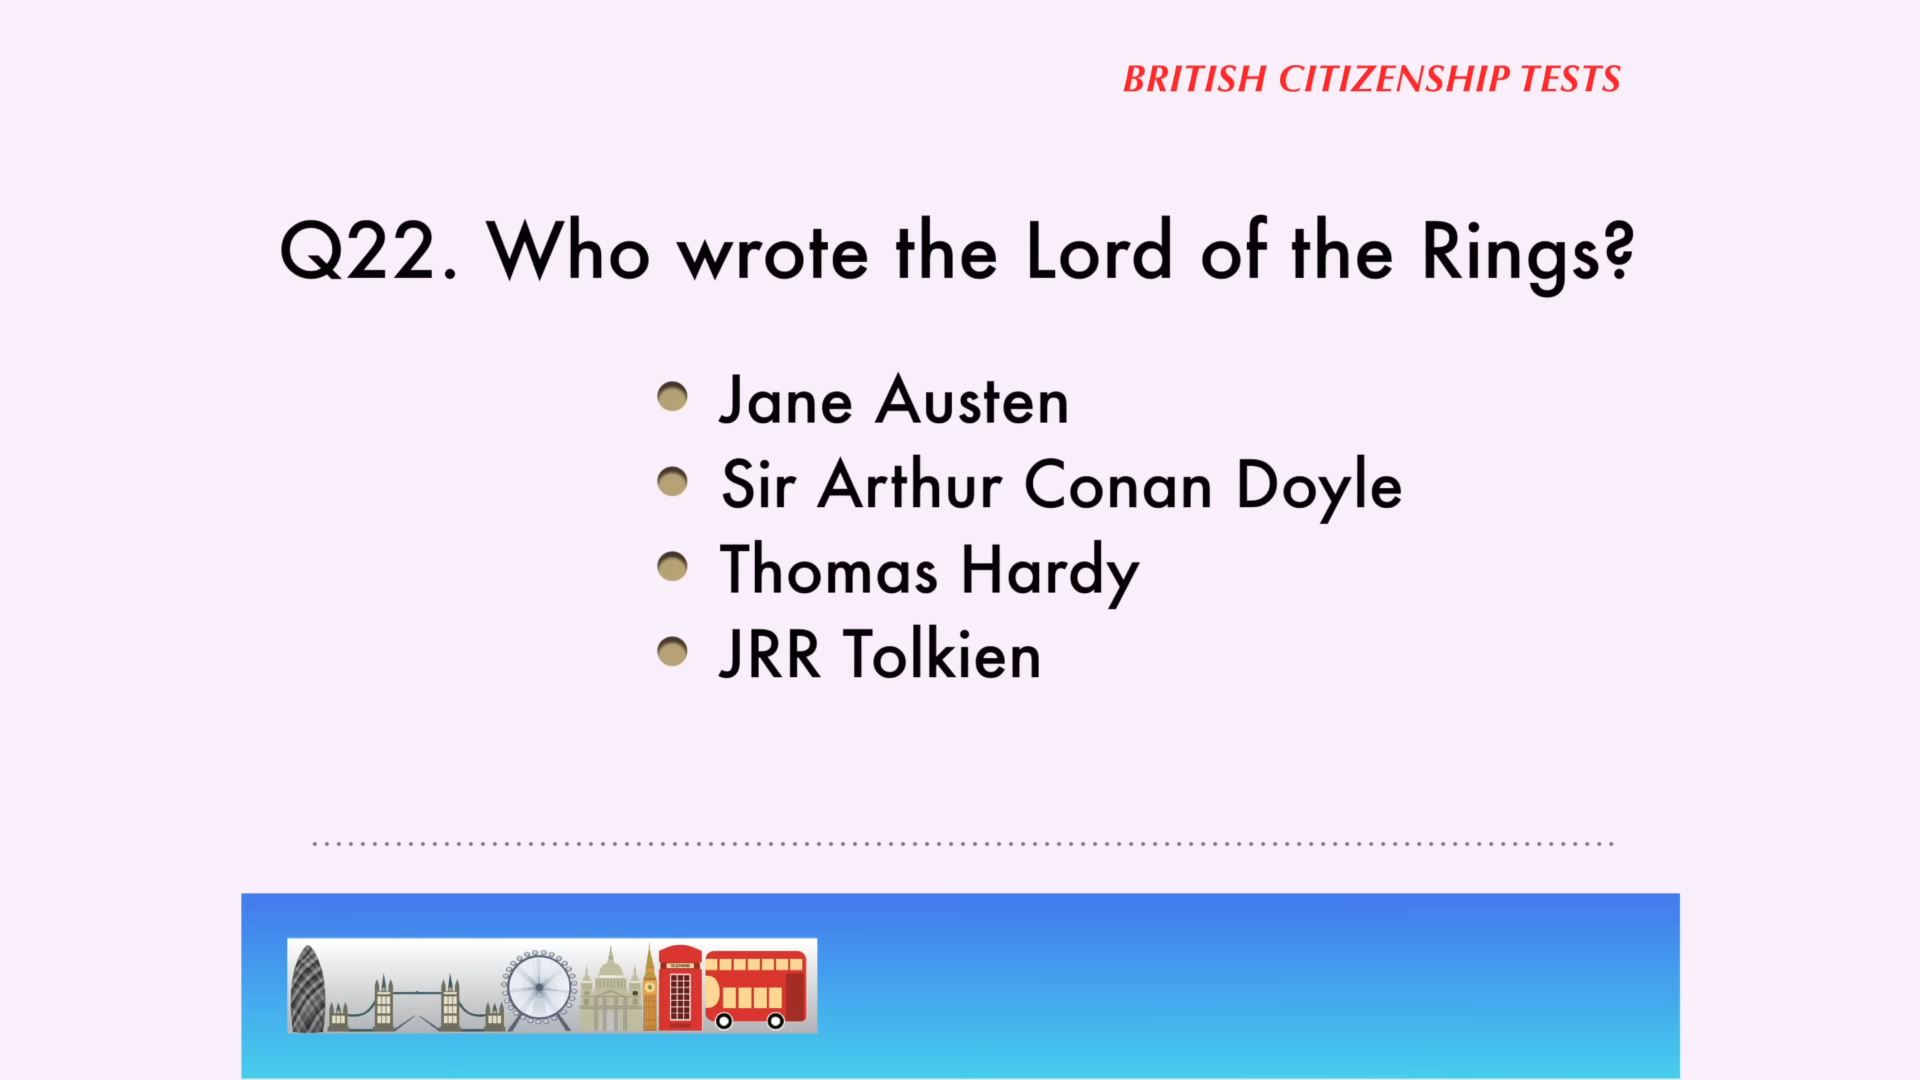 BRITISH CITIZENSHIP TESTS
Q22. Who wrote the Lord of the Rings?
Jane Austen
Sir Arthur Conan Doyle
Thomas Hardy
JRR Tolkien
TELEPHONE